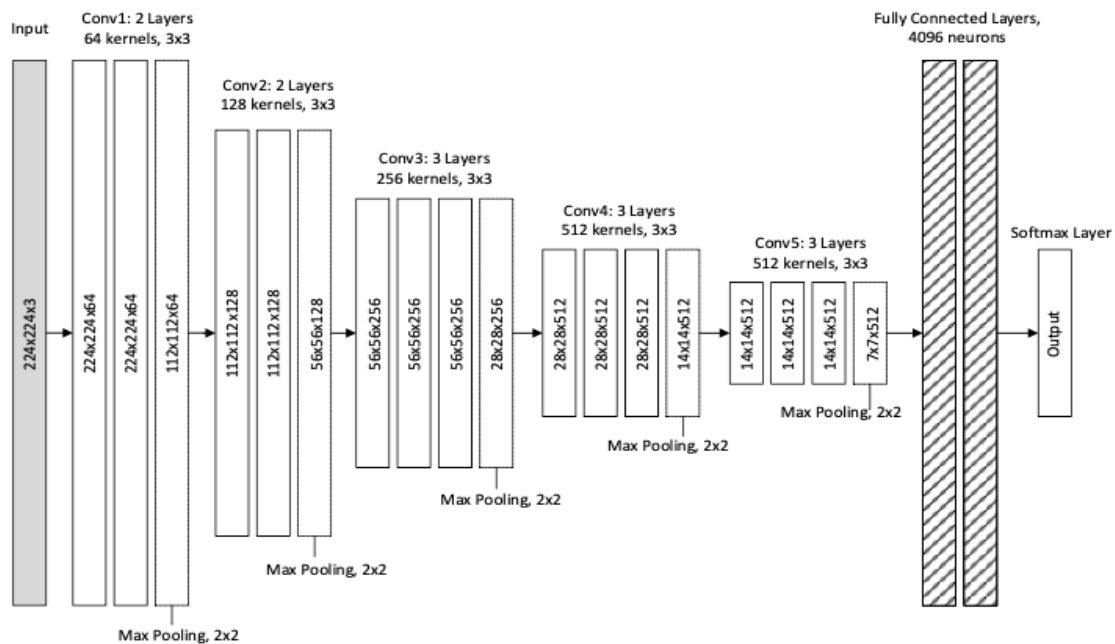 Input
224x224x3
Conv1: 2 Layers
64 kernels, 3x3
224x224x64
224x224x64
112x112x64
Max Pooling, 2x2
Conv2: 2 Layers
128 kernels, 3x3
112x112x128
112x112x128
56x56x128
Max Pooling, 2x2
Conv3: 3 Layers
256 kernels, 3x3
56x56x256
56x56x256
56x56x256
28x28x256
Max Pooling, 2x2
Conv4: 3 Layers
512 kernels, 3x3
28x28x512
28x28x512
28x28x512
14x14x512
Max Pooling, 2x2
Conv5: 3 Layers
512 kernels, 3x3
14x14x512
14x14x512
14x14x512
7x7x512
Max Pooling, 2x2
Fully Connected Layers,
4096 neurons
Softmax Layer
Output